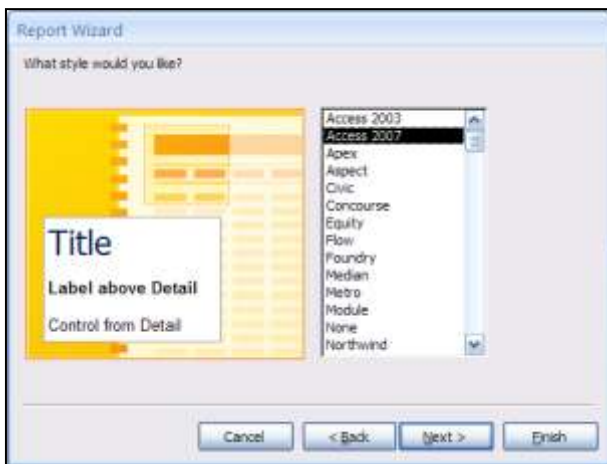 Report Wizard
What style would you like?
Title
Label above Detail
Control from Detail
Access 2003
Access 2007
Apex
Aspect
Civic
Concourse
Equity
Flow
Foundry
Median
Metro
Module
None
Northwind
Cancel
< Back
Next >
Finish